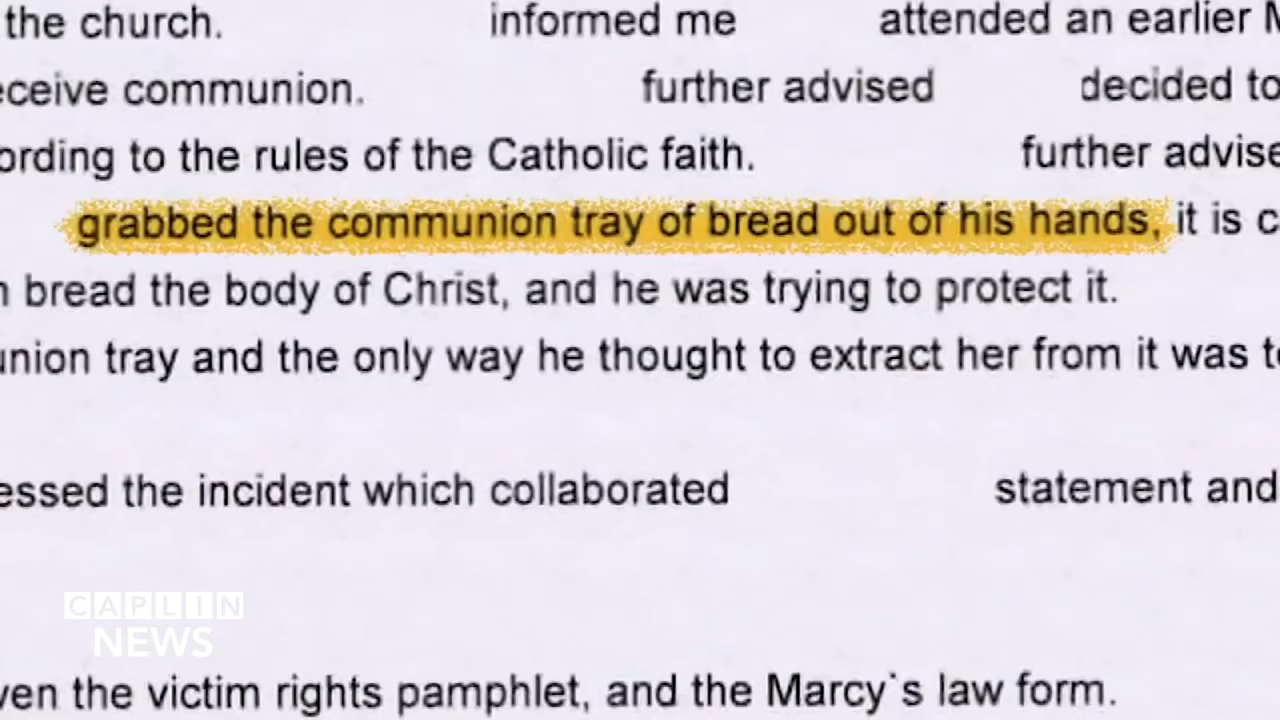 the church. informed me attended an earlier
eceive communion. further advised decided to
ording to the rules of the Catholic faith. further advise
grabbed the communion tray of bread out of his hands, it is c
bread the body of Christ, and he was trying to protect it.
union tray and the only way he thought to extract her from it was to
essed the incident which collaborated statement and
CAPLIN
NEWS
ven the victim rights pamphlet, and the Marcy`s law form.